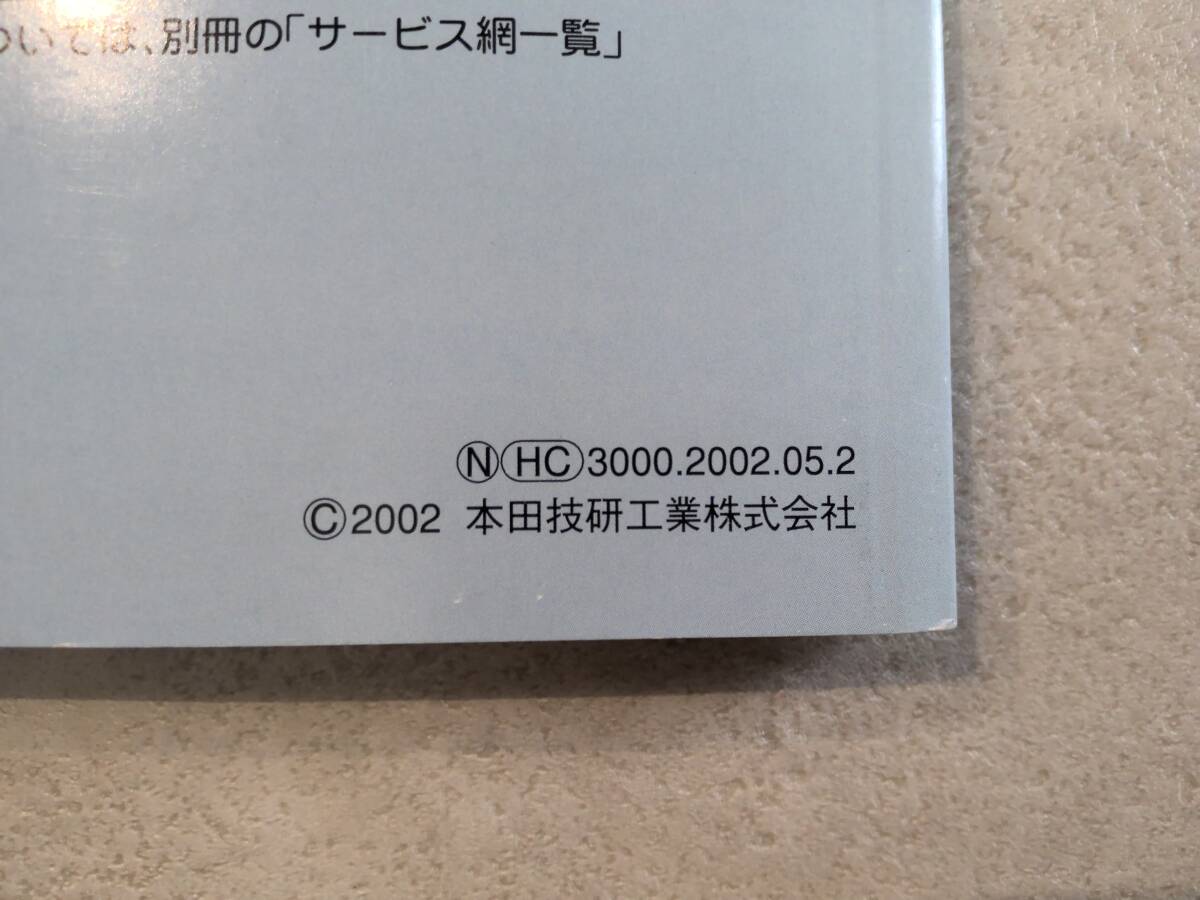 ついては、別冊の「サービス網一覧」
ⓃHC3000.2002.05.2
©2002 本田技研工業株式会社